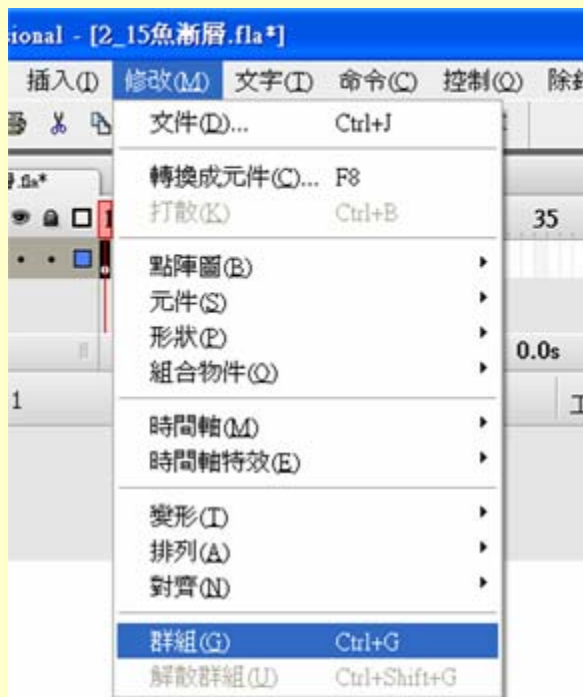 sional - [2_15魚漸層.fla*]
插入(I) 修改(M) 文字(T) 命令(C) 控制(O) 除
文件(D)... Ctrl+J
.fla*
轉換成元件(C)... F8
打散(K) Ctrl+B
35
點陣圖(B)
元件(S)
形狀(P)
0.0s
組合物件(O)
1
時間軸(M)
時間軸特效(E)
變形(T)
排列(A)
對齊(N)
群組(G) Ctrl+G
解散群組(U) Ctrl+Shift+G